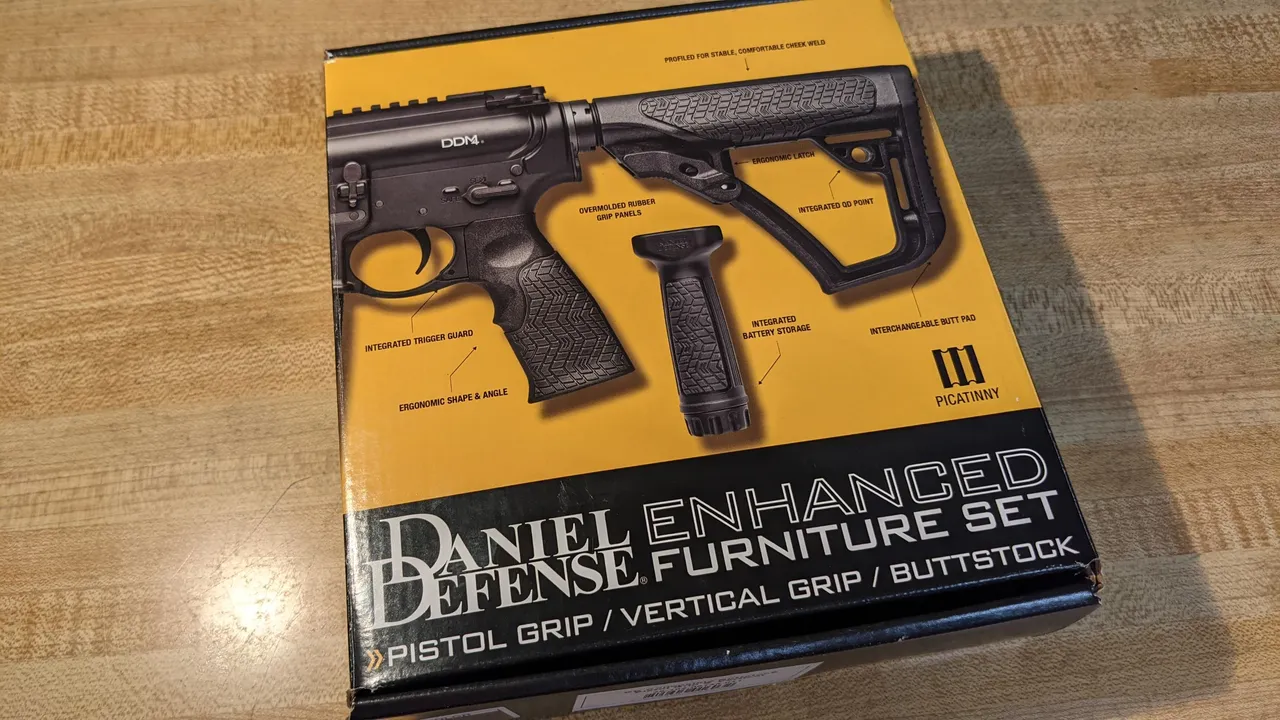 PROFILED FOR STABLE, COMFORTABLE CHEEK WELD
DDM4
ERGONOMIC LATCH
OVERMOLDED RUBBER
GRIP PANELS
INTEGRATED QD POINT
INTEGRATED TRIGGER GUARD
INTEGRATED
BATTERY STORAGE
INTERCHANGEABLE BUTT PAD
ERGONOMIC SHAPE & ANGLE
PICATINNY
DANIEL
DEFENSE®
ENHANCED
FURNITURE SET
»PISTOL GRIP / VERTICAL GRIP / BUTTSTOCK